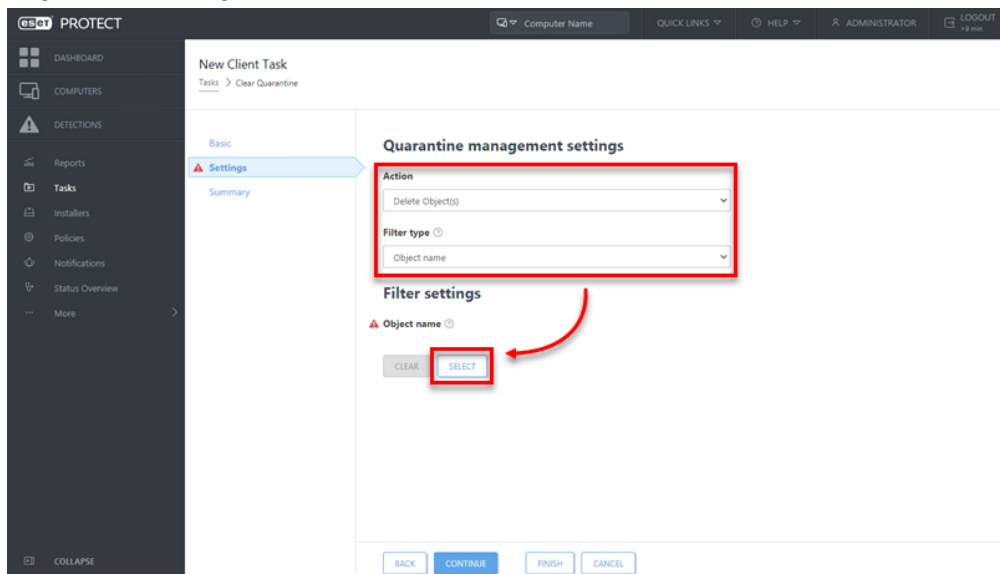 eset PROTECT
Computer Name
QUICK LINKS
HELP
ADMINISTRATOR
LOGOUT
>9 min
DASHBOARD
COMPUTERS
DETECTIONS
Reports
Tasks
Installers
Policies
Notifications
Status Overview
More
COLLAPSE
New Client Task
Tasks > Clear Quarantine
Basic
Settings
Summary
Quarantine management settings
Action
Delete Object(s)
Filter type
Object name
Filter settings
Object name
CLEAR SELECT
BACK CONTINUE FINISH CANCEL